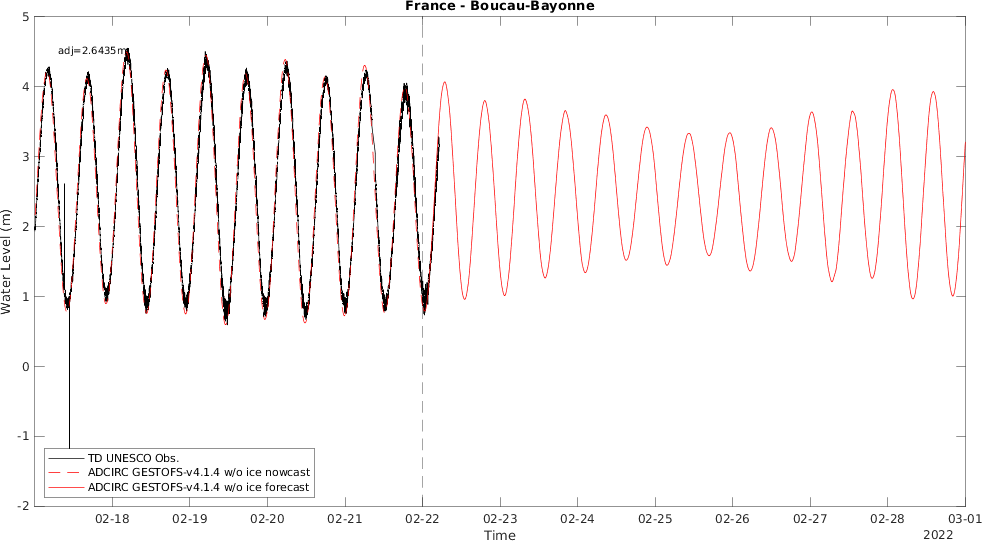 France - Boucau-Bayonne
adj=2.6435m
5
4
3
2
1
0
-1
-2
Water Level (m)
TD UNESCO Obs.
ADCIRC GESTOFS-v4.1.4 w/o ice nowcast
ADCIRC GESTOFS-v4.1.4 w/o ice forecast
02-18 02-19 02-20 02-21 02-22 02-23 02-24 02-25 02-26 02-27 02-28 03-01
Time
2022